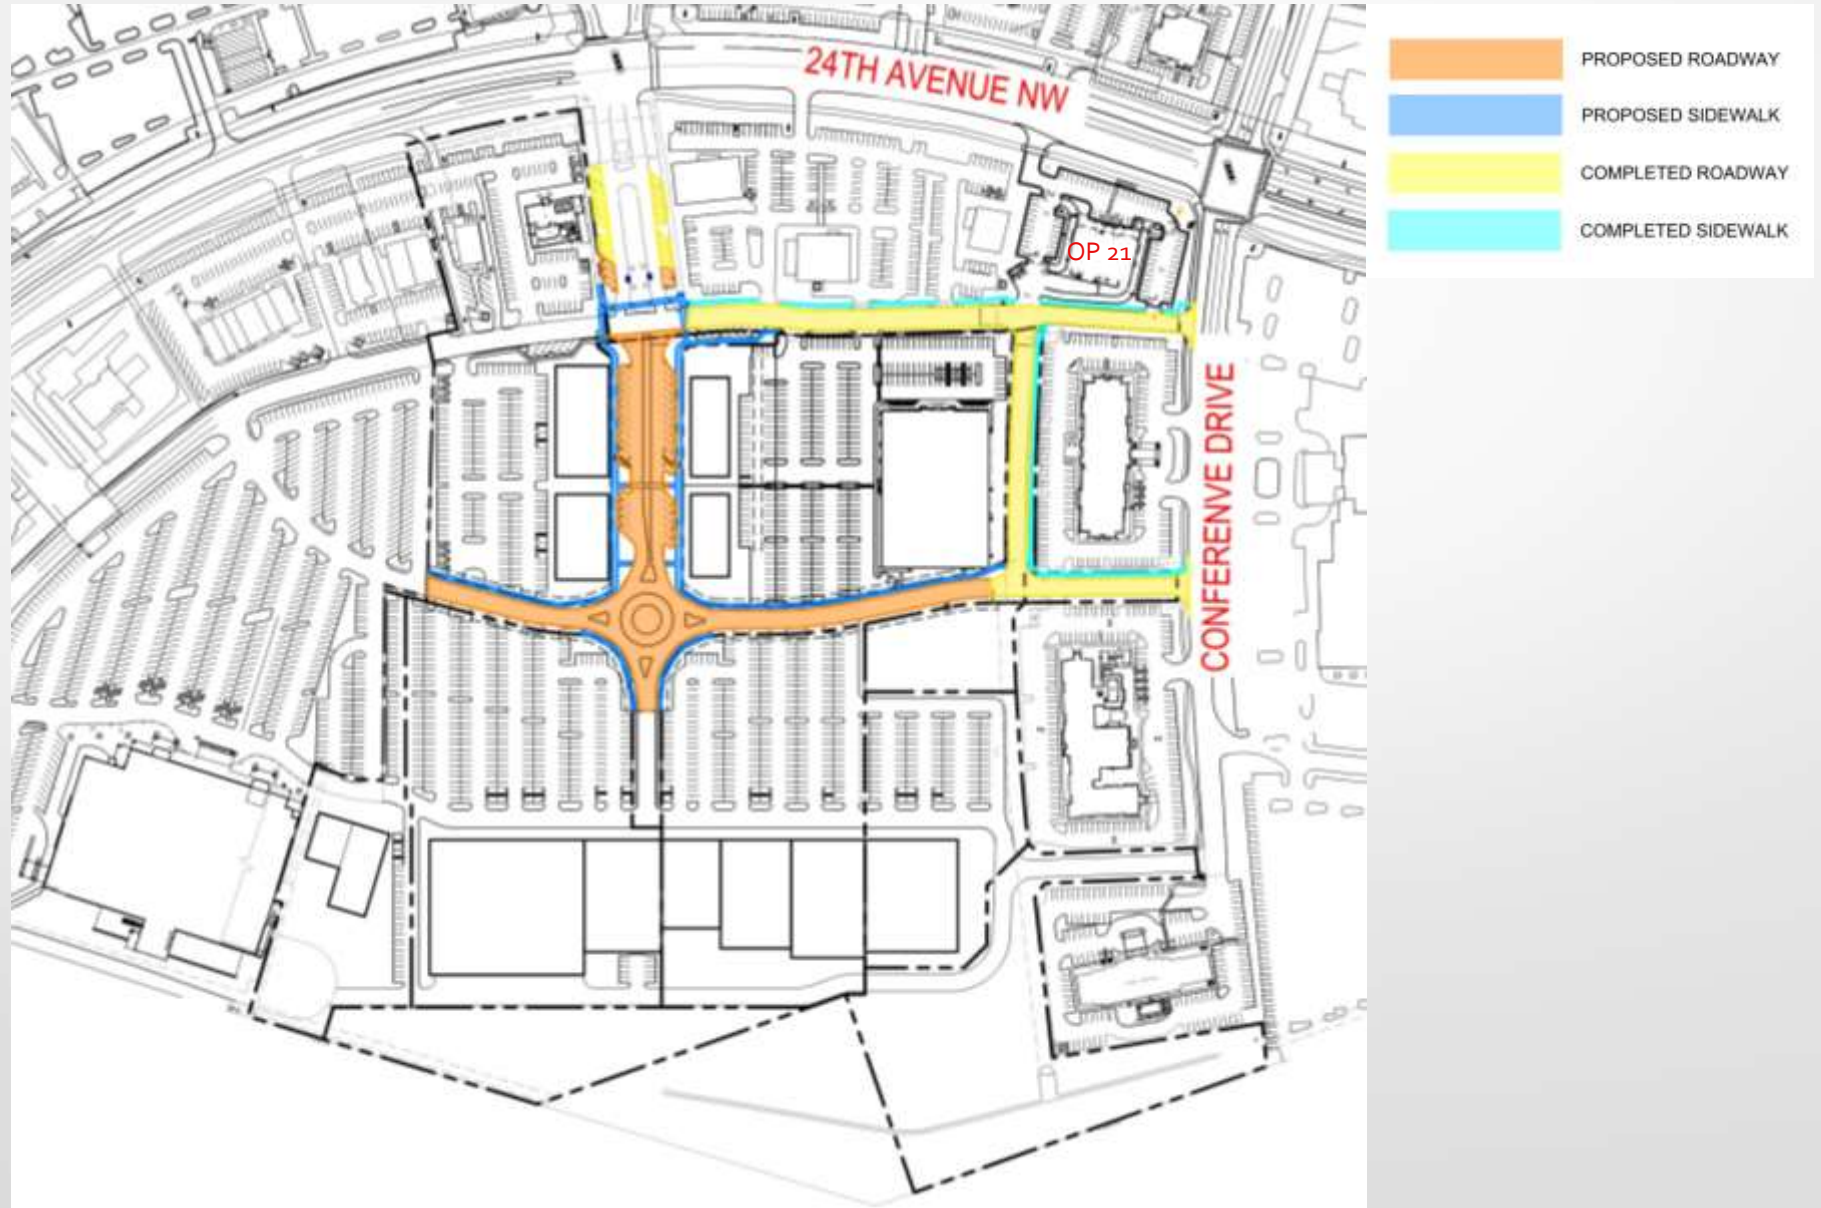 24TH AVENUE NW
PROPOSED ROADWAY
PROPOSED SIDEWALK
COMPLETED ROADWAY
COMPLETED SIDEWALK
OP 21
CONFERENVE DRIVE